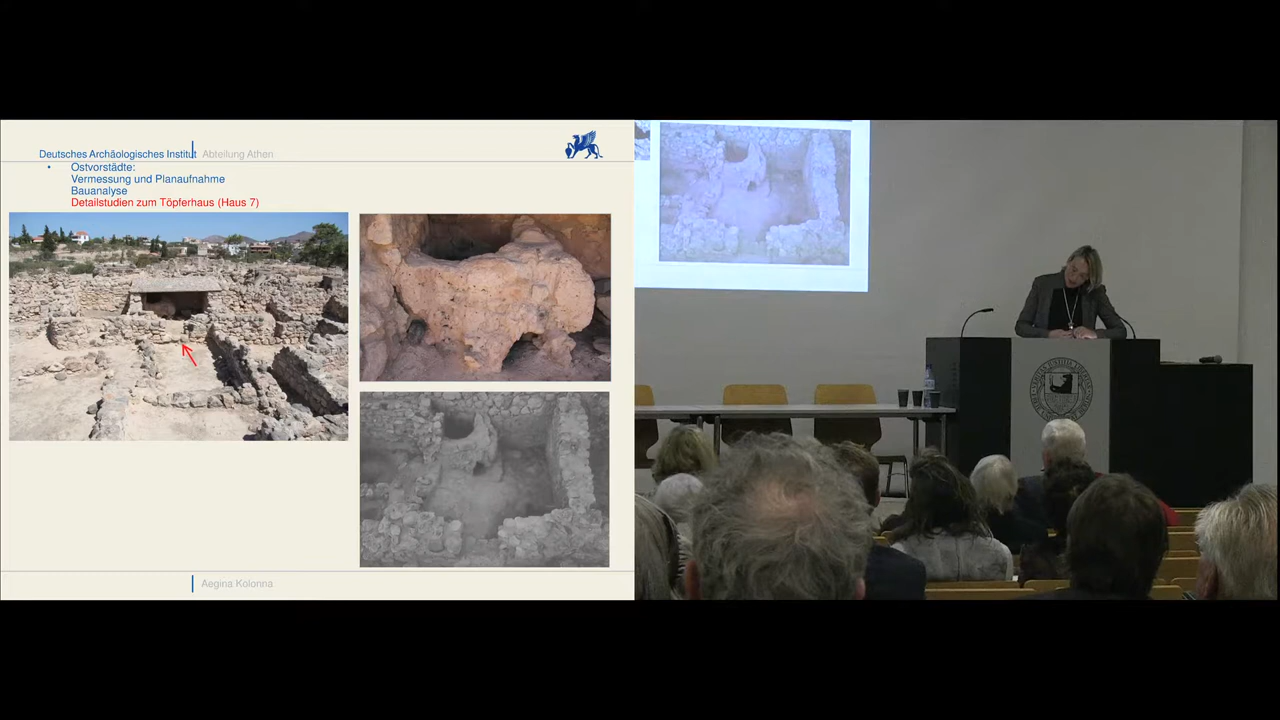 Deutsches Archäologisches Institut Abteilung Athen
• Ostvorstädte:
Vermessung und Planaufnahme
Bauanalyse
Detailstudien zum Töpferhaus (Haus 7)
Aegina Kolonna